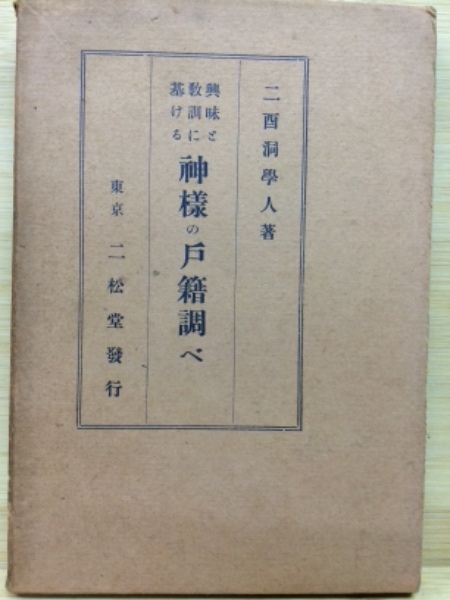 二酉洞學人著
興味と
教訓に
基ける
神樣の戶籍調べ
東京 二松堂發行